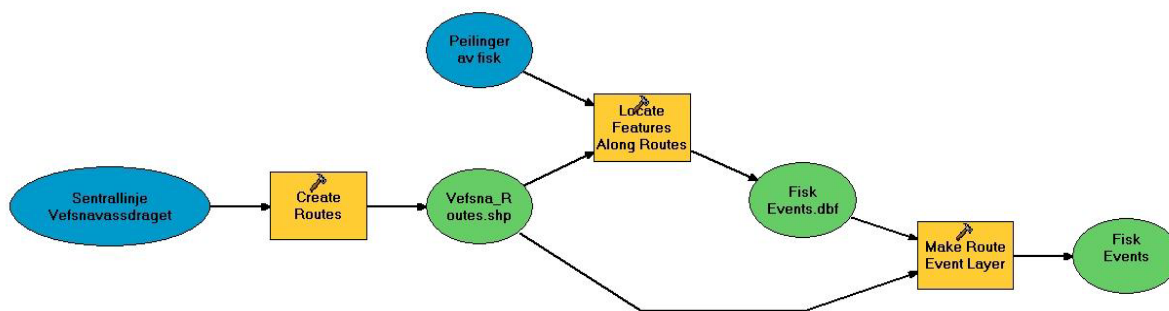 Peilinger
av fisk
Locate
Features
Along Routes
Sentrallinje
Vefsnavassdraget
Create
Routes
Vefsna_R
outes.shp
Fisk
Events.dbf
Make Route
Event Layer
Fisk
Events